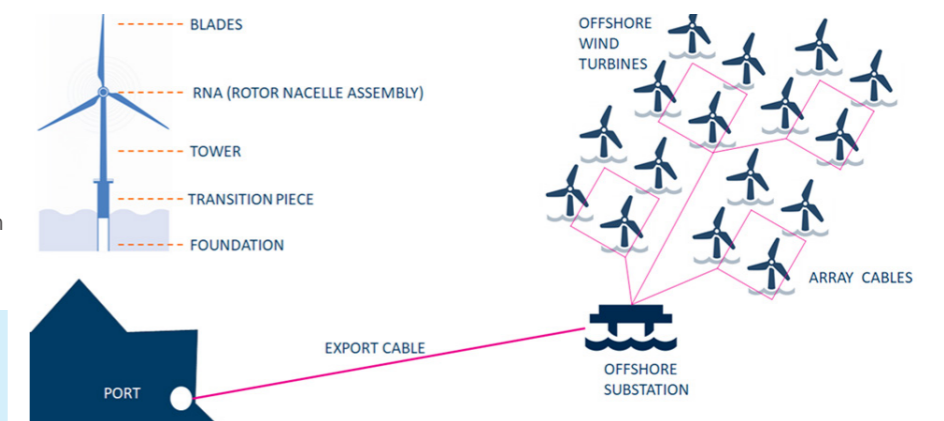 BLADES
RNA (ROTOR NACELLE ASSEMBLY)
TOWER
TRANSITION PIECE
FOUNDATION
n
OFFSHORE
WIND
TURBINES
ARRAY CABLES
EXPORT CABLE
OFFSHORE
SUBSTATION
PORT